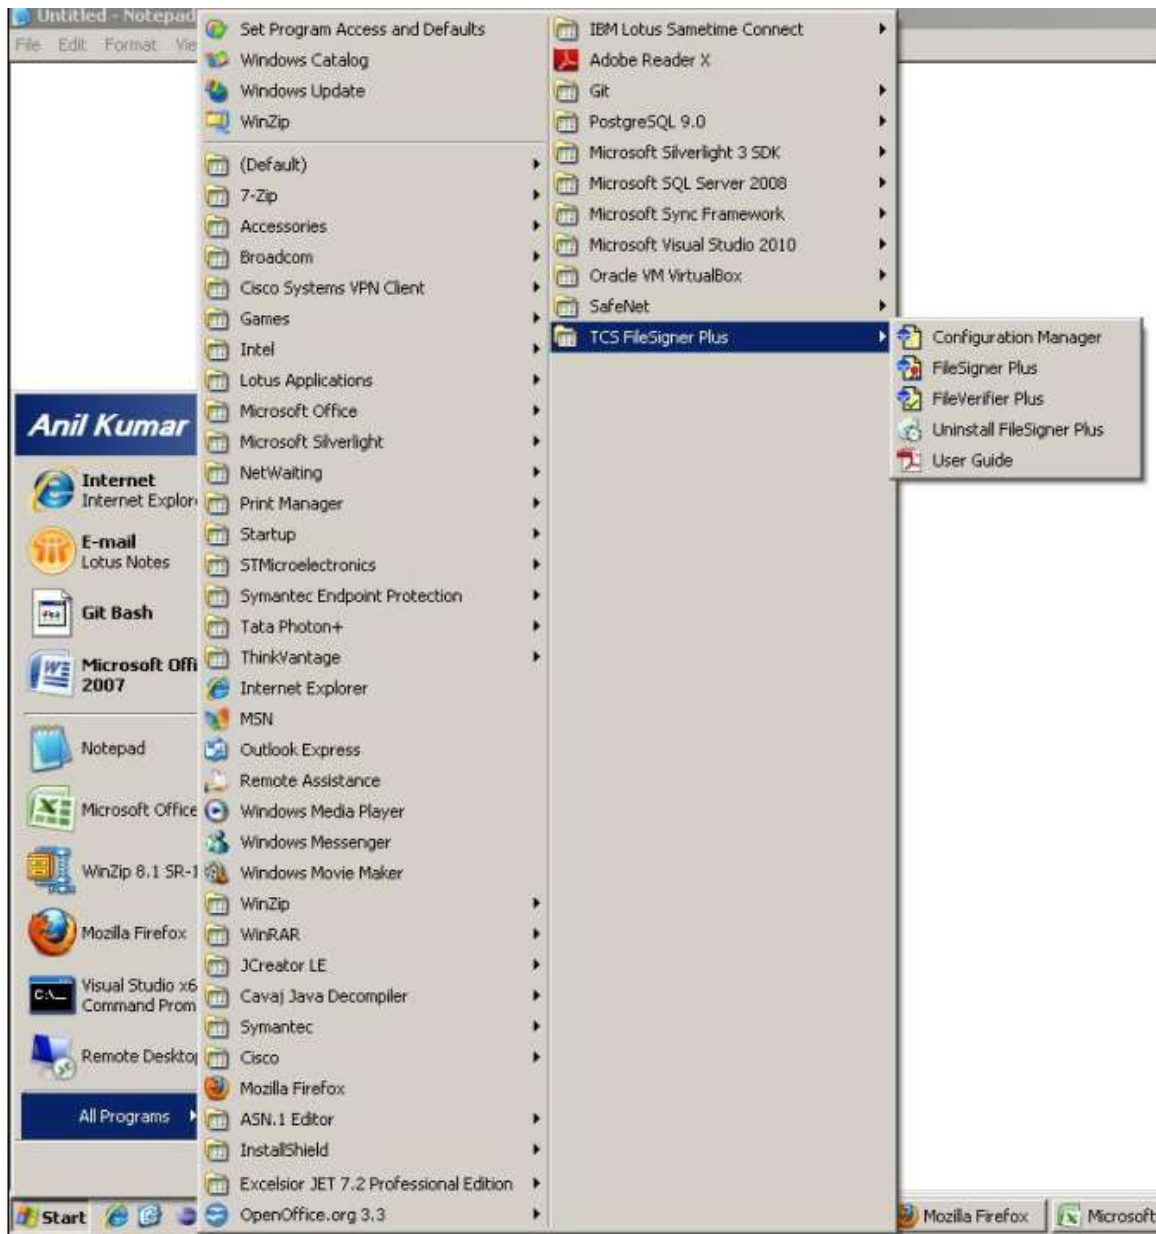 Untitled - Notepad
File Edit Format Vie
Set Program Access and Defaults
Windows Catalog
Windows Update
WinZip
(Default)
7-Zip
Accessories
Broadcom
Cisco Systems VPN Client
Games
Intel
Lotus Applications
Microsoft Office
Microsoft Silverlight
NetWaiting
Print Manager
Startup
STMicroelectronics
Symantec Endpoint Protection
Tata Photon+
ThinkVantage
Internet Explorer
MSN
Outlook Express
Remote Assistance
Windows Media Player
Windows Messenger
Windows Movie Maker
WinZip
WinRAR
JCreator LE
Cavaj Java Decompiler
Symantec
Cisco
Mozilla Firefox
ASN.1 Editor
InstallShield
Excelsior JET 7.2 Professional Edition
OpenOffice.org 3.3
IBM Lotus Sametime Connect
Adobe Reader X
Git
PostgreSQL 9.0
Microsoft Silverlight 3 SDK
Microsoft SQL Server 2008
Microsoft Sync Framework
Microsoft Visual Studio 2010
Oracle VM VirtualBox
SafeNet
TCS FileSigner Plus
Configuration Manager
FileSigner Plus
FileVerifier Plus
Uninstall FileSigner Plus
User Guide
Anil Kumar
Internet
Internet Explor
E-mail
Lotus Notes
Git Bash
Microsoft Offi
2007
Notepad
Microsoft Office
WinZip 8.1 SR-1
Mozilla Firefox
Visual Studio x6
Command Prom
Remote Deskto
All Programs
Start
Mozilla Firefox
Microsoft